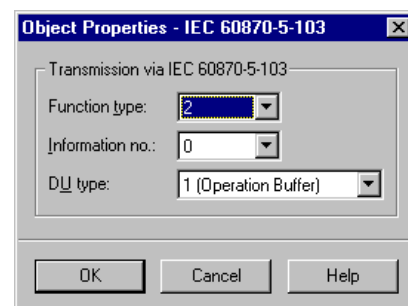 Object Properties - IEC 60870-5-103
Transmission via IEC 60870-5-103
Function type: 2
Information no.: 0
DU type: 1 (Operation Buffer)
OK Cancel Help